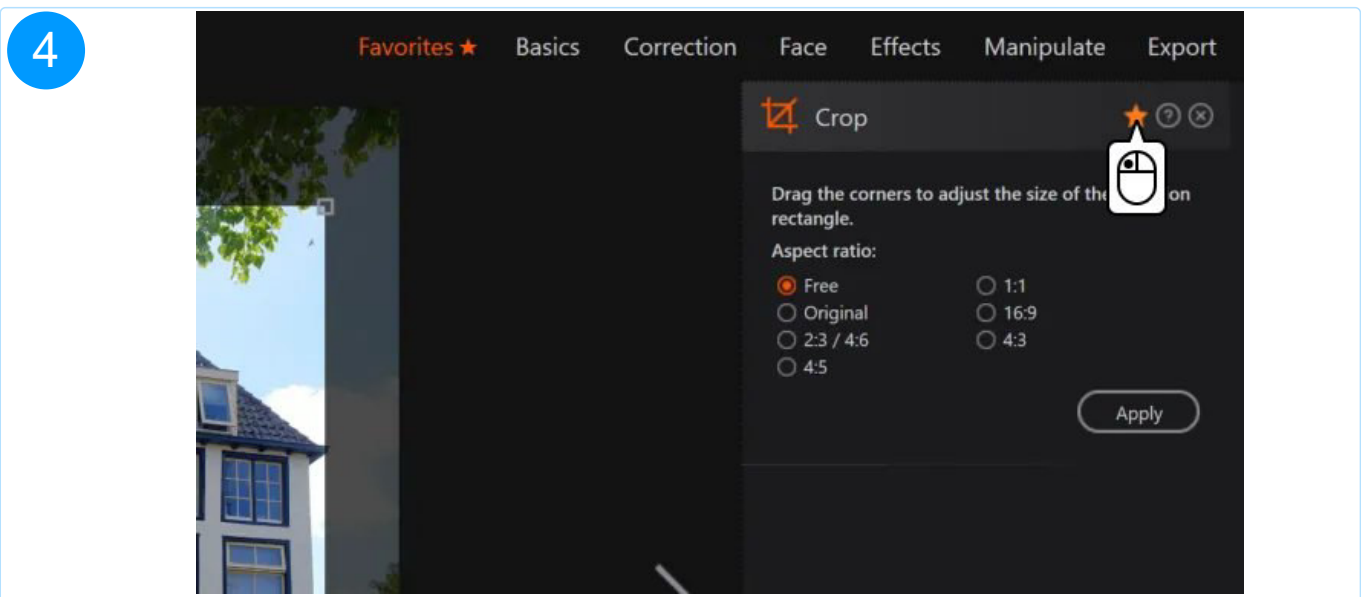 4
Favorites ★ Basics Correction Face Effects Manipulate Export
Crop
Drag the corners to adjust the size of the on
rectangle.
Aspect ratio:
Free 1:1
Original 16:9
2:3 / 4:6 4:3
4:5
Apply